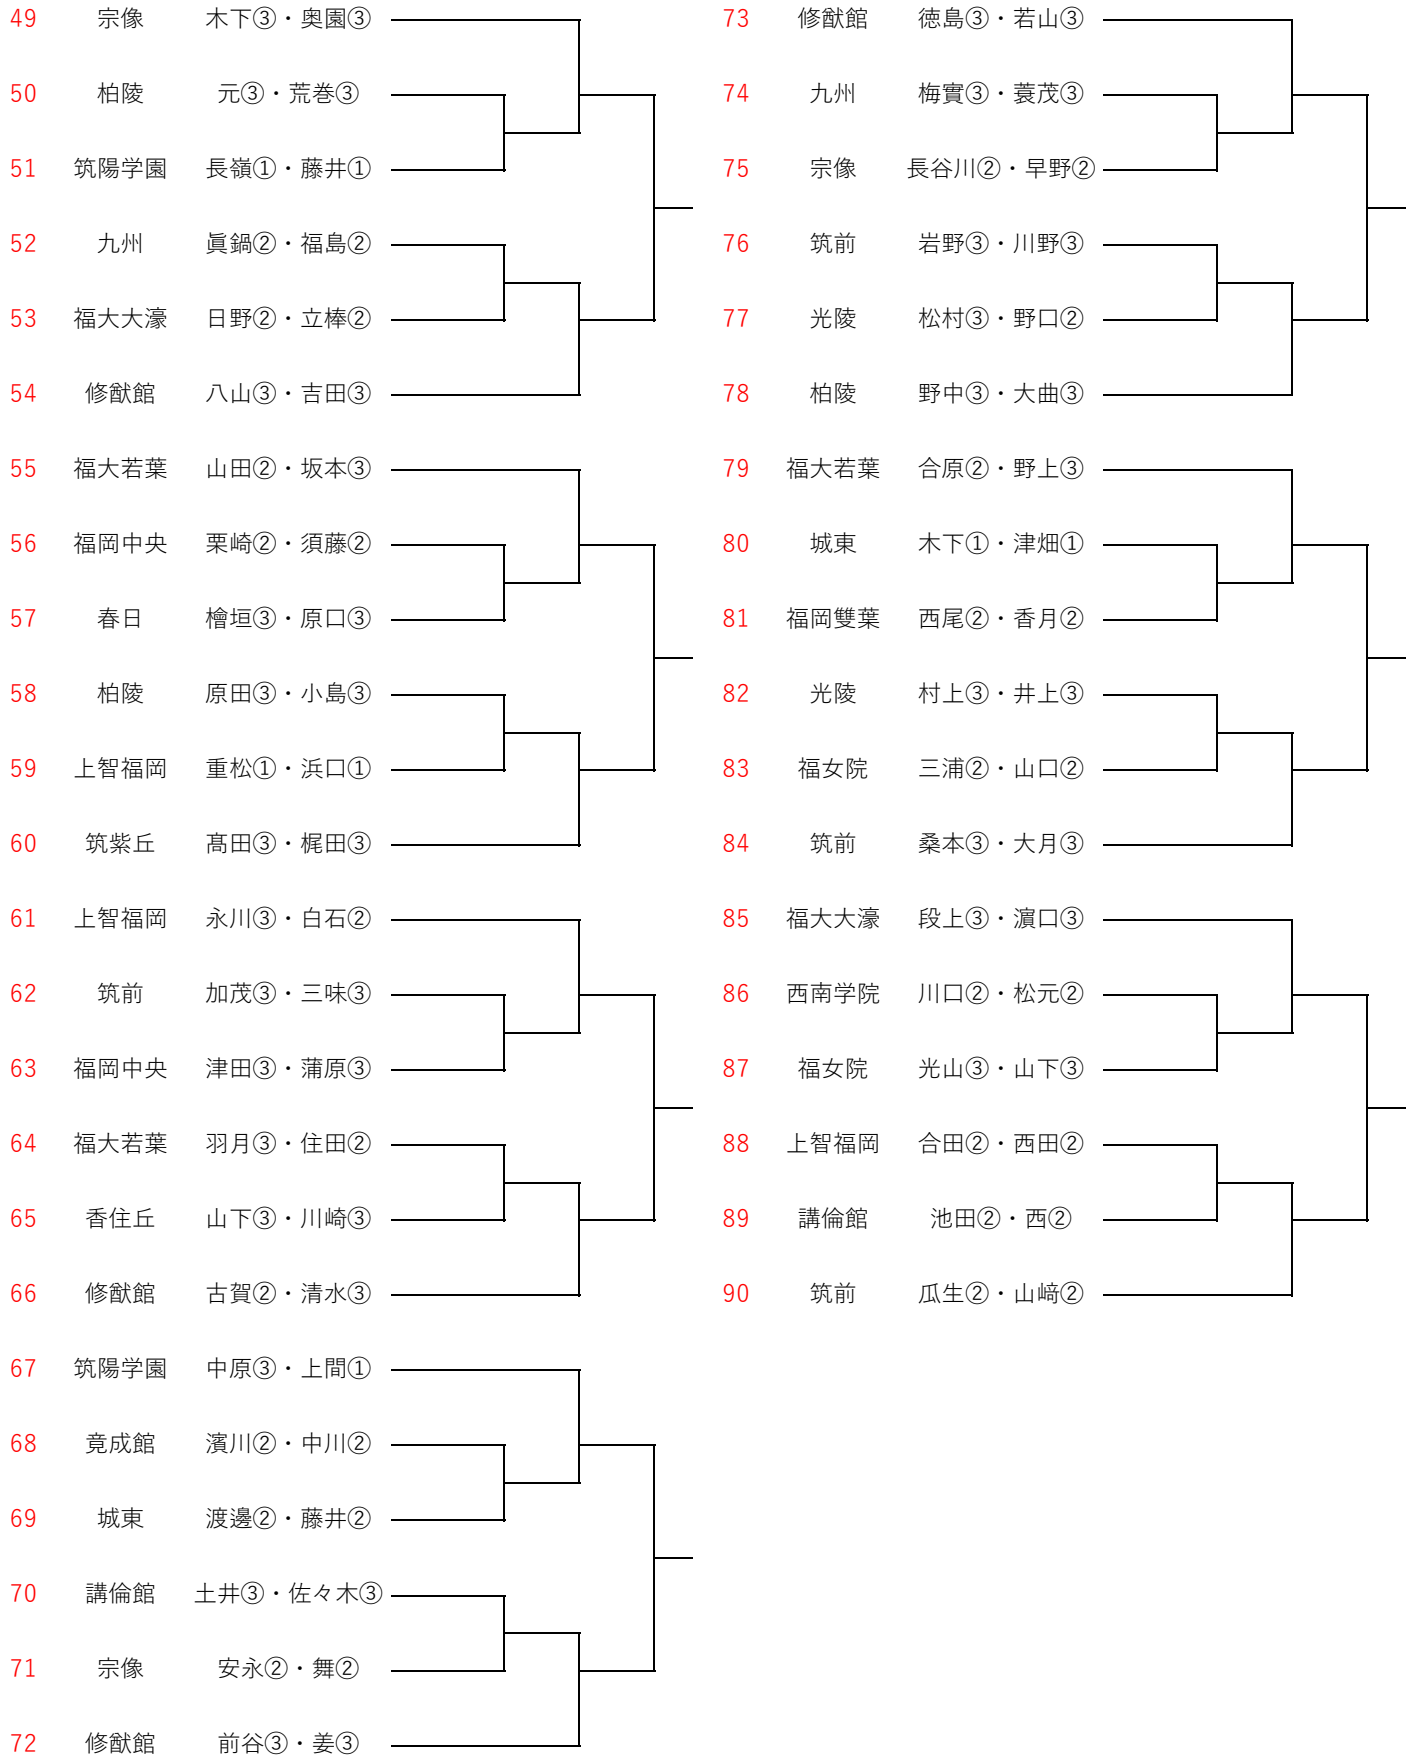 49 宗像 木下③・奥園③
50 柏陵 元③・荒巻③
51 筑陽学園 長嶺①・藤井①
52 九州 眞鍋②・福島②
53 福大大濠 日野②・立棒②
54 修猷館 八山③・吉田③
55 福大若葉 山田②・坂本③
56 福岡中央 栗崎②・須藤②
57 春日 檜垣③・原口③
58 柏陵 原田③・小島③
59 上智福岡 重松①・浜口①
60 筑紫丘 髙田③・梶田③
61 上智福岡 永川③・白石②
62 筑前 加茂③・三味③
63 福岡中央 津田③・蒲原③
64 福大若葉 羽月③・住田②
65 香住丘 山下③・川崎③
66 修猷館 古賀②・清水③
67 筑陽学園 中原③・上間①
68 竟成館 濱川②・中川②
69 城東 渡邊②・藤井②
70 講倫館 土井③・佐々木③
71 宗像 安永②・舞②
72 修猷館 前谷③・姜③
73 修猷館 徳島③・若山③
74 九州 梅實③・蓑茂③
75 宗像 長谷川②・早野②
76 筑前 岩野③・川野③
77 光陵 松村③・野口②
78 柏陵 野中③・大曲③
79 福大若葉 合原②・野上③
80 城東 木下①・津畑①
81 福岡雙葉 西尾②・香月②
82 光陵 村上③・井上③
83 福女院 三浦②・山口②
84 筑前 桑本③・大月③
85 福大大濠 段上③・濵口③
86 西南学院 川口②・松元②
87 福女院 光山③・山下③
88 上智福岡 合田②・西田②
89 講倫館 池田②・西②
90 筑前 瓜生②・山﨑②